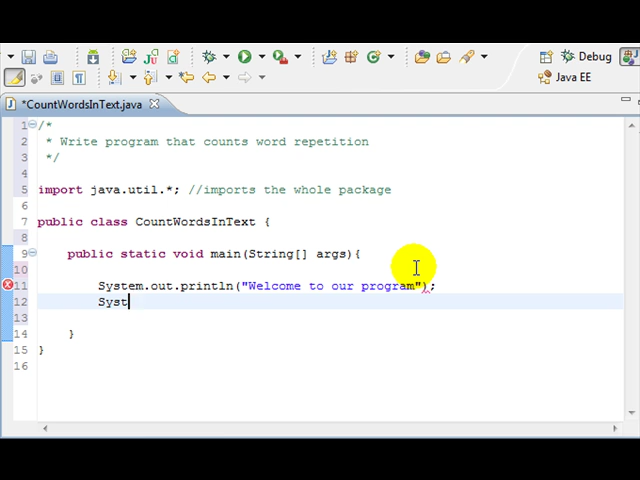 Debug
Java EE
*CountWordsInText.java
1 /*
2 * Write program that counts word repetition
3 */
4
5 import java.util.*; //imports the whole package
6
7 public class CountWordsInText {
8
9 public static void main(String[] args){
10
11 System.out.println("Welcome to our program");
12 Syst
13
14 }
15 }
16